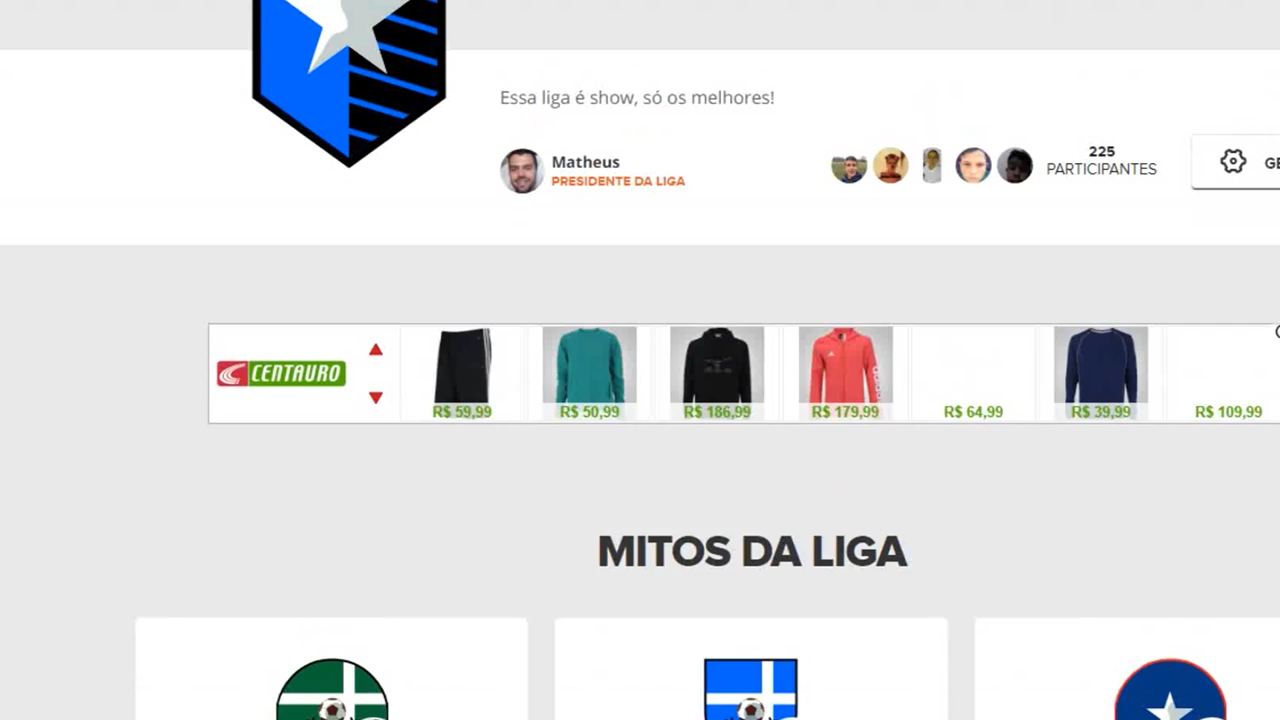 Essa liga é show, só os melhores!
Matheus
PRESIDENTE DA LIGA
225
PARTICIPANTES
CENTAURO
R$ 59,99
R$ 50,99
R$ 186,99
R$ 179,99
R$ 64,99
R$ 39,99
R$ 109,99
MITOS DA LIGA